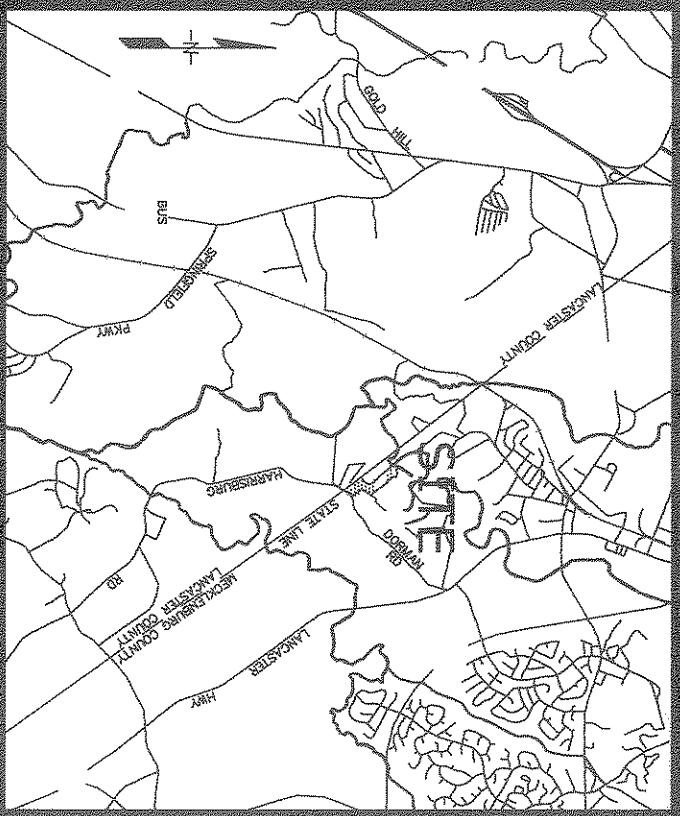 N
GOLD HILL
BUS
SPRINGFIELD
PKWY
LANCASTER COUNTY
SITE
HARRISBURG
STATE LINE
DORMAN
RD
RD
MECKLENBURG COUNTY
LANCASTER COUNTY
LANCASTER
HWY